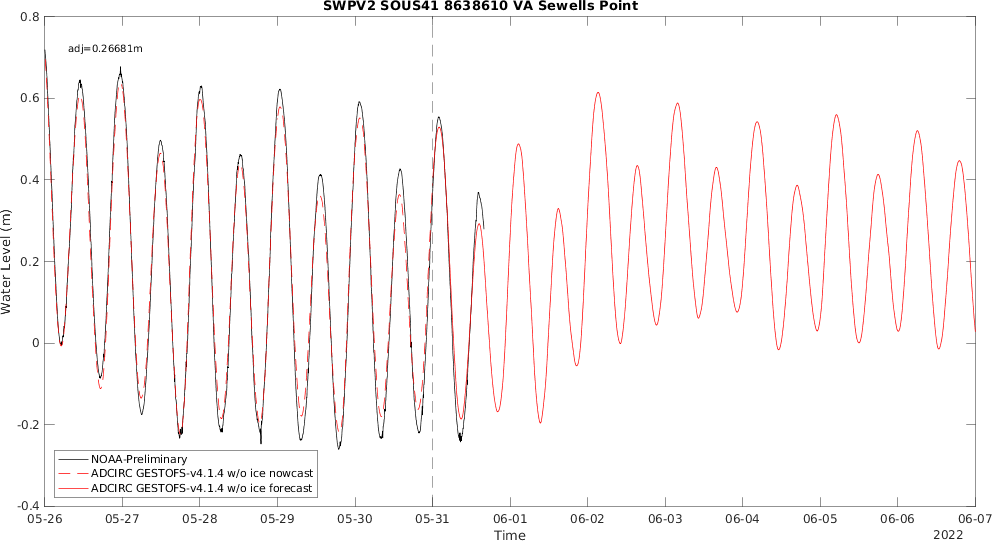 SWPV2 SOUS41 8638610 VA Sewells Point
adj=0.26681m
0.8
0.6
0.4
0.2
0
-0.2
-0.4
Water Level (m)
NOAA-Preliminary
ADCIRC GESTOFS-v4.1.4 w/o ice nowcast
ADCIRC GESTOFS-v4.1.4 w/o ice forecast
05-26 05-27 05-28 05-29 05-30 05-31 06-01 06-02 06-03 06-04 06-05 06-06 06-07
Time
2022